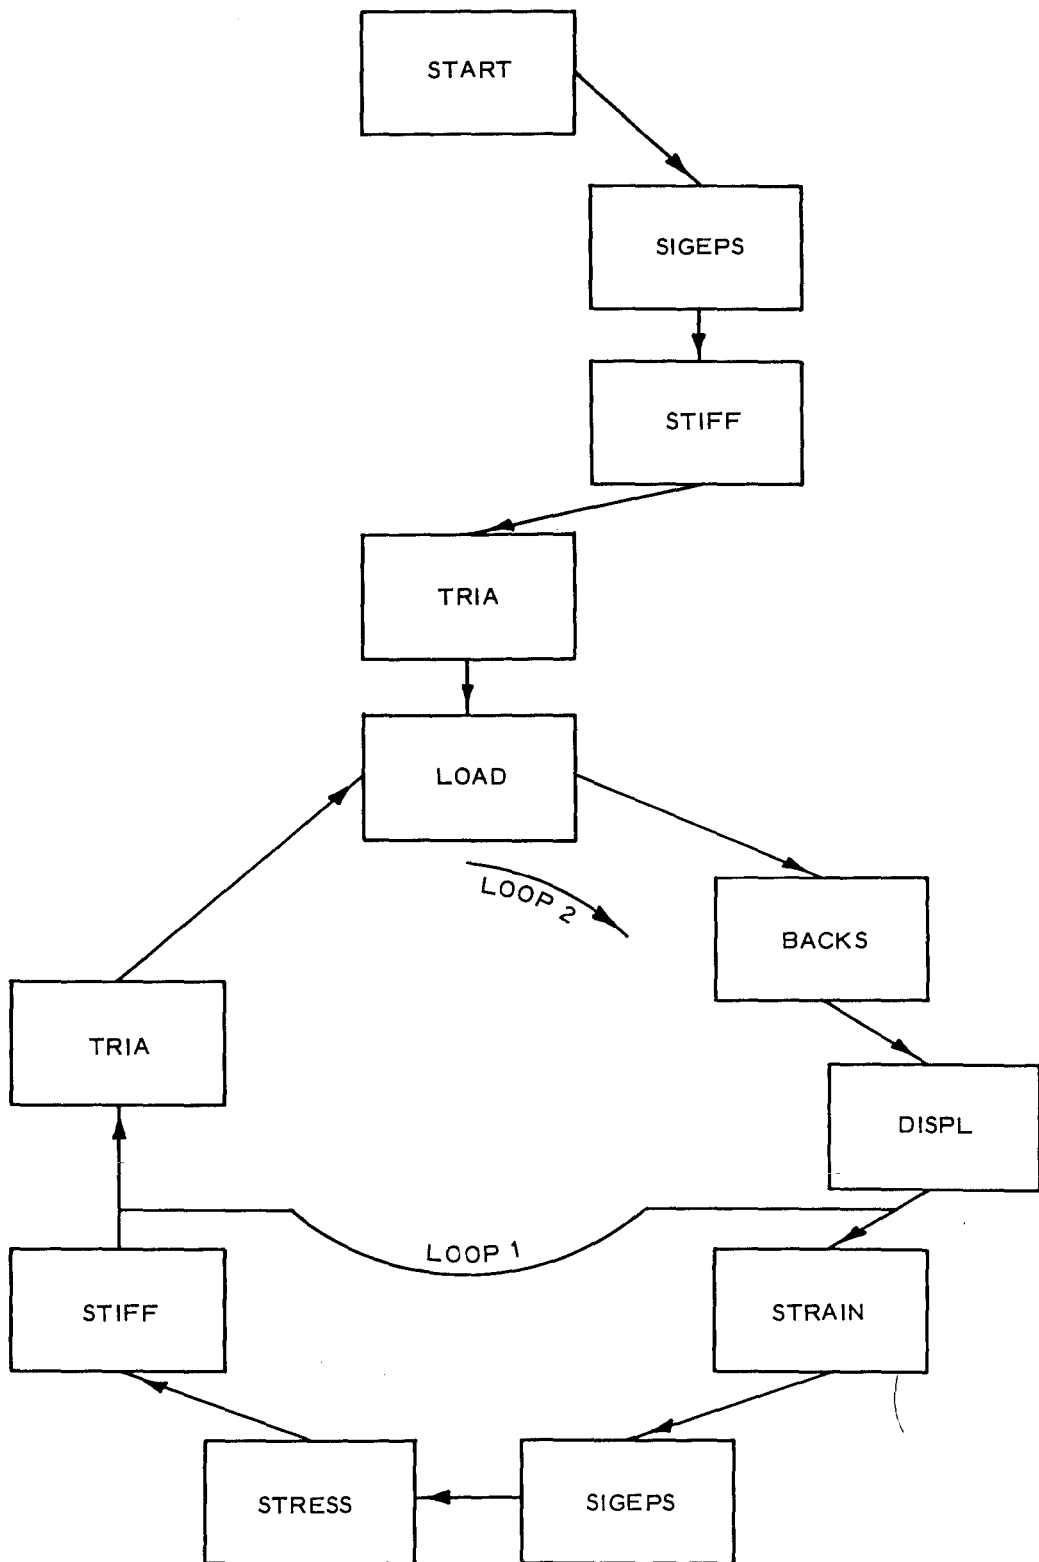 START
SIGEPS
STIFF
TRIA
LOAD
LOOP 2
BACKS
TRIA
DISPL
LOOP 1
STIFF
STRAIN
STRESS
SIGEPS